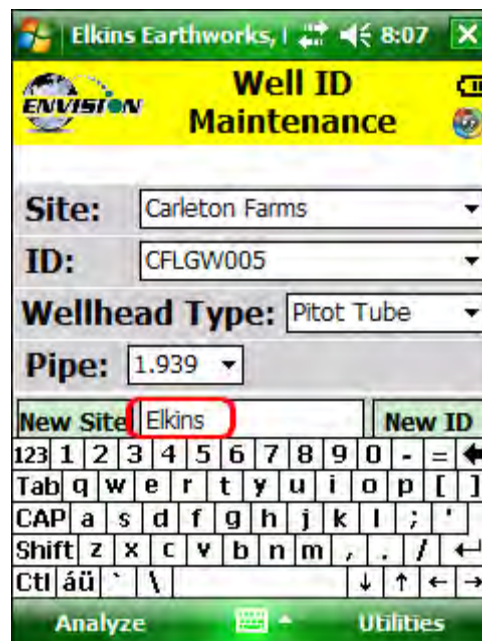 Elkins Earthworks, 8:07
ENVISION
Well ID
Maintenance
Site: Carleton Farms
ID: CFLGW005
Wellhead Type: Pitot Tube
Pipe: 1.939
New Site Elkins New ID
123 1 2 3 4 5 6 7 8 9 0 - =
Tab q w e r t y u i o p [ ]
CAP a s d f g h j k l ; '
Shift z x c v b n m , . /
Ctl áü ` \ ↓ ↑ ← →
Analyze Utilities